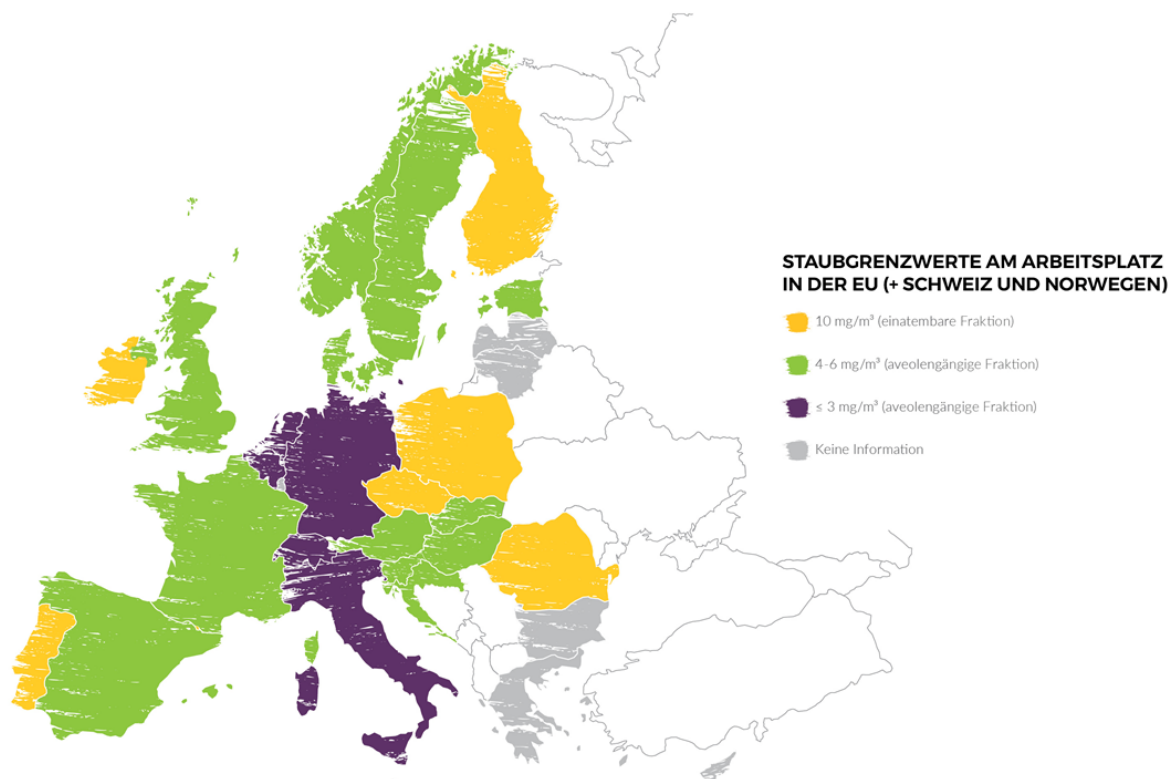 STAUBGRENZWERTE AM ARBEITSPLATZ
IN DER EU (+ SCHWEIZ UND NORWEGEN)
10 mg/m³ (einatembare Fraktion)
4-6 mg/m³ (aveolengängige Fraktion)
≤ 3 mg/m³ (aveolengängige Fraktion)
Keine Information